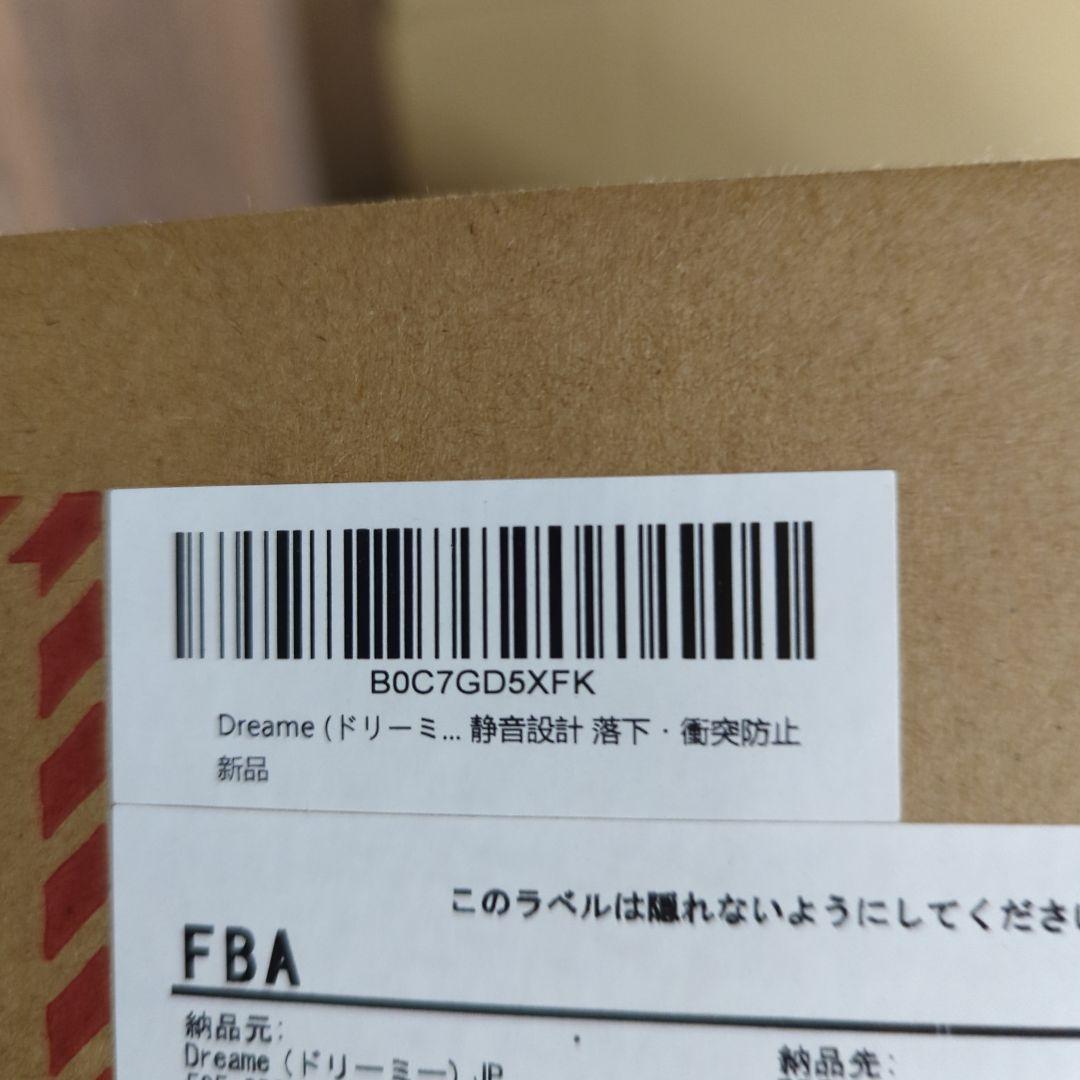 B0C7GD5XFK
Dreame (ドリーミ... 静音設計 落下・衝突防止
新品
このラベルは隠れないようにしてくださ
FBA
納品元:
納品先:
Dreame (ドリーミー) JP